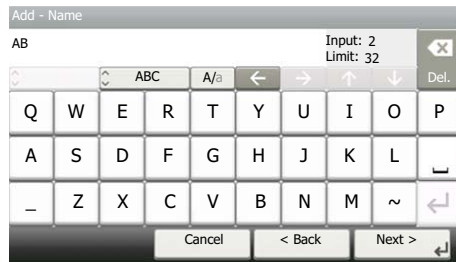 Add - Name
AB
Input: 2
Limit: 32
ABC A/a Del.
Q W E R T Y U I O P
A S D F G H J K L
_ Z X C V B N M ~
Cancel < Back Next >